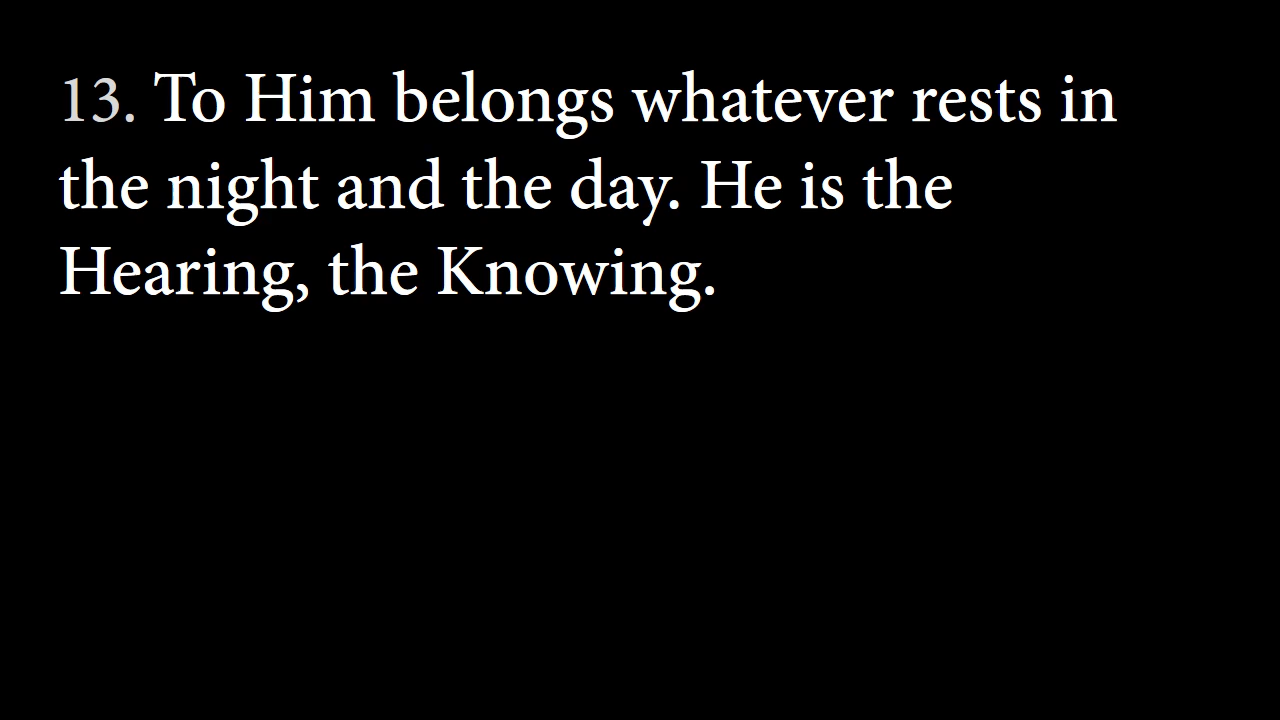 13. To Him belongs whatever rests in
the night and the day. He is the
Hearing, the Knowing.